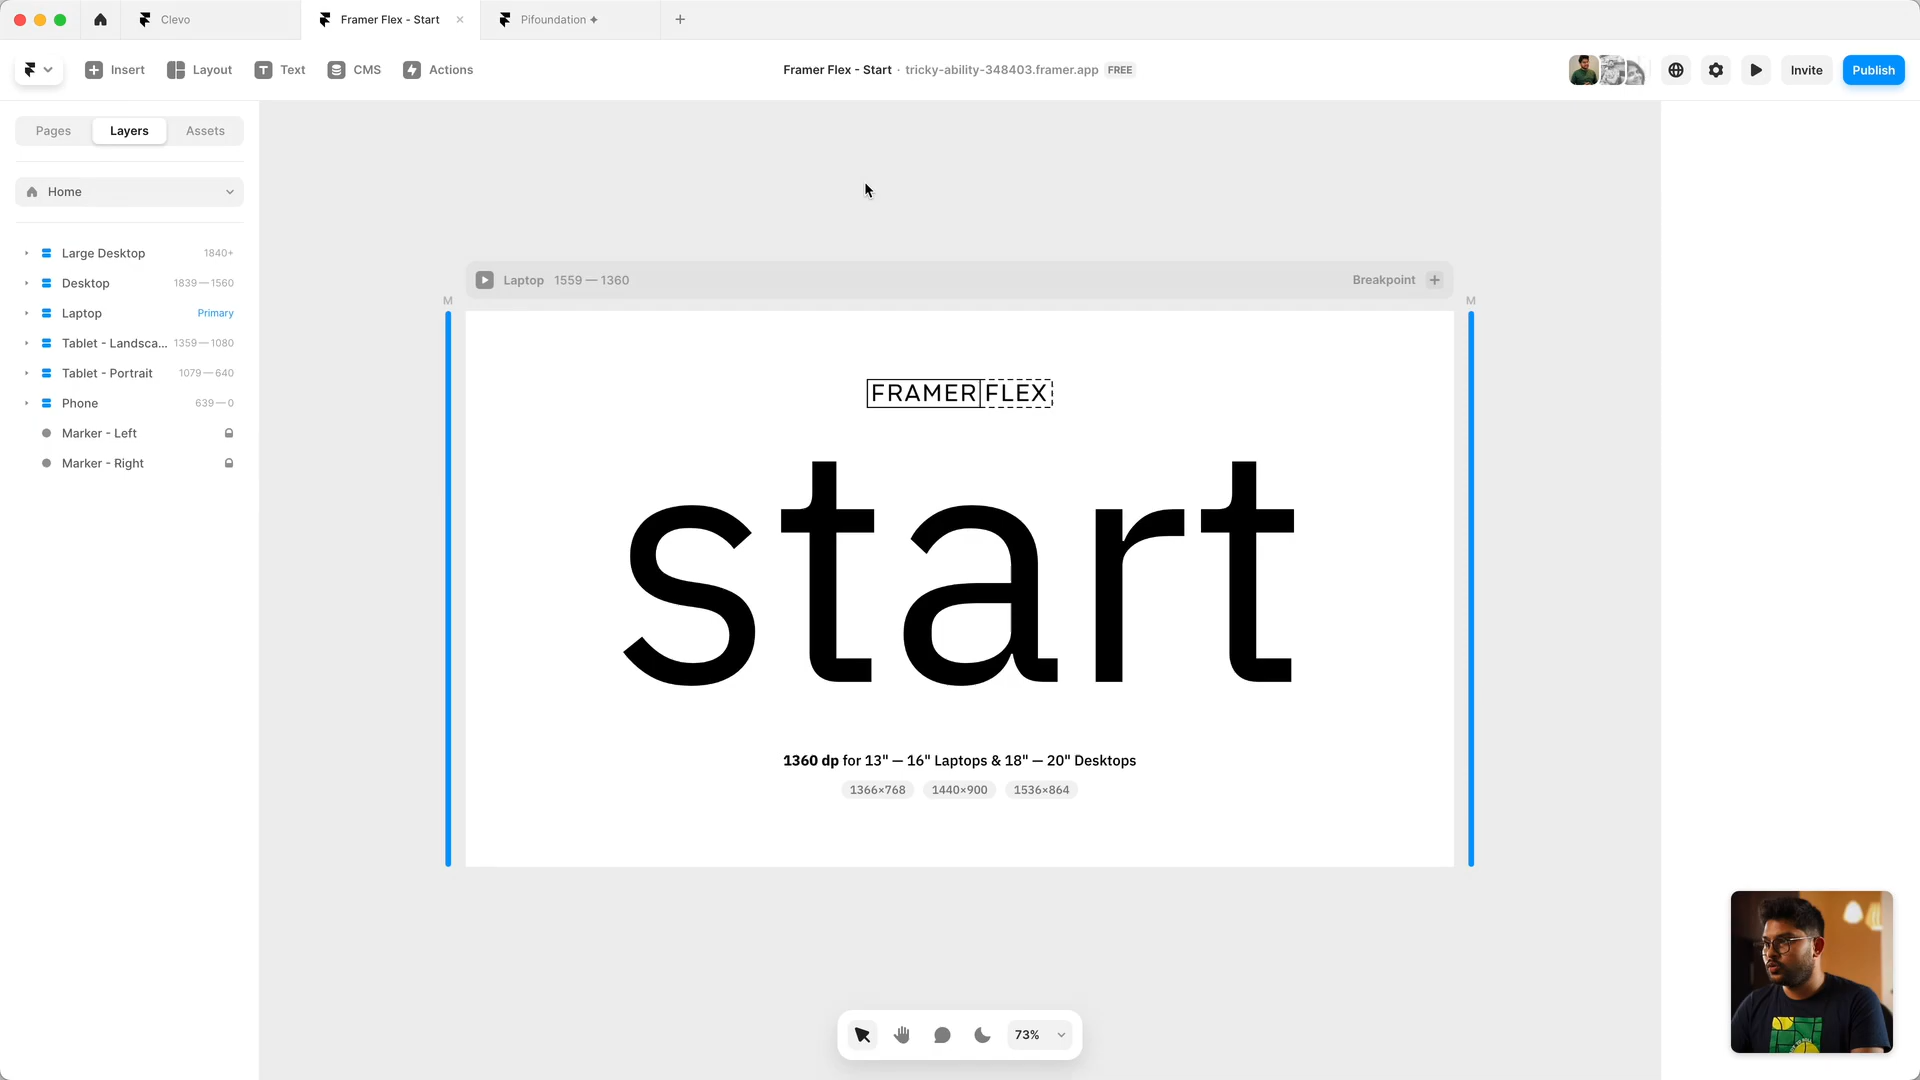 Clevo
Framer Flex - Start
Pifoundation ✦
Insert
Layout
Text
CMS
Actions
Framer Flex - Start · tricky-ability-348403.framer.app FREE
Invite
Publish
Pages
Layers
Assets
Home
Large Desktop 1840+
Desktop 1839 — 1560
Laptop Primary
Tablet - Landsca... 1359 — 1080
Tablet - Portrait 1079 — 640
Phone 639 — 0
Marker - Left
Marker - Right
Laptop 1559 — 1360
Breakpoint
M
M
FRAMER FLEX
start
1360 dp for 13" — 16" Laptops & 18" — 20" Desktops
1366×768 1440×900 1536×864
73%